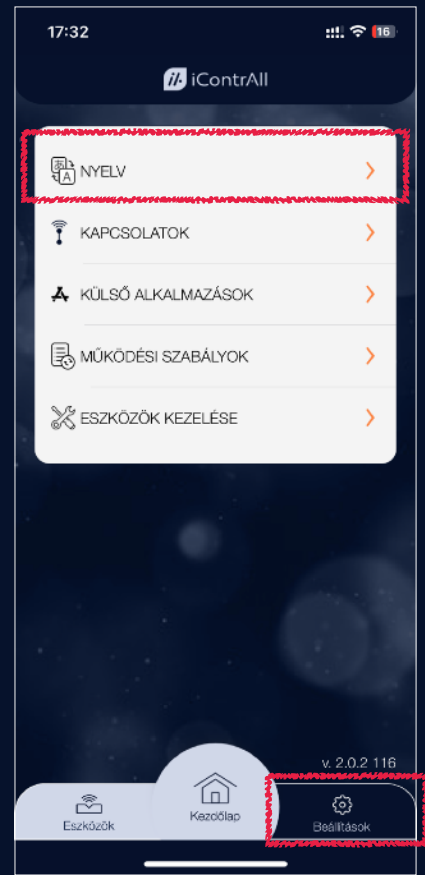 17:32
16
iContrAll
NYELV
KAPCSOLATOK
KÜLSŐ ALKALMAZÁSOK
MŰKÖDÉSI SZABÁLYOK
ESZKÖZÖK KEZELÉSE
v. 2.0.2 116
Eszközök
Kezdőlap
Beállítások